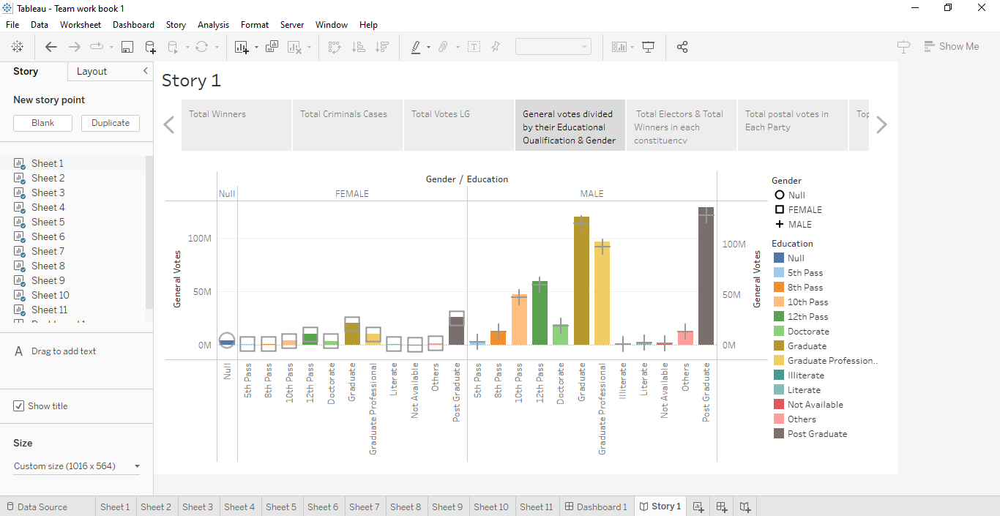 Tableau - Team work book 1
File Data Worksheet Dashboard Story Analysis Format Server Window Help
Show Me
Story Layout
New story point
Blank Duplicate
Sheet 1
Sheet 2
Sheet 3
Sheet 4
Sheet 5
Sheet 6
Sheet 7
Sheet 8
Sheet 9
Sheet 10
Sheet 11
A Drag to add text
Show title
Size
Custom size (1016 x 564)
Story 1
Total Winners
Total Criminals Cases
Total Votes LG
General votes divided
by their Educational
Qualification & Gender
Total Electors & Total
Winners in each
constituency
Total postal votes in
Each Party
Top
Gender / Education
Null FEMALE MALE
General Votes
100M
50M
0M
100M
50M
0M
General Votes
Null
5th Pass
8th Pass
10th Pass
12th Pass
Doctorate
Graduate
Graduate Professional
Literate
Not Available
Others
Post Graduate
5th Pass
8th Pass
10th Pass
12th Pass
Doctorate
Graduate
Graduate Professional
Illiterate
Literate
Not Available
Others
Post Graduate
Gender
Null
FEMALE
MALE
Education
Null
5th Pass
8th Pass
10th Pass
12th Pass
Doctorate
Graduate
Graduate Profession..
Illiterate
Literate
Not Available
Others
Post Graduate
Data Source Sheet 1 Sheet 2 Sheet 3 Sheet 4 Sheet 5 Sheet 6 Sheet 7 Sheet 8 Sheet 9 Sheet 10 Sheet 11 Dashboard 1 Story 1